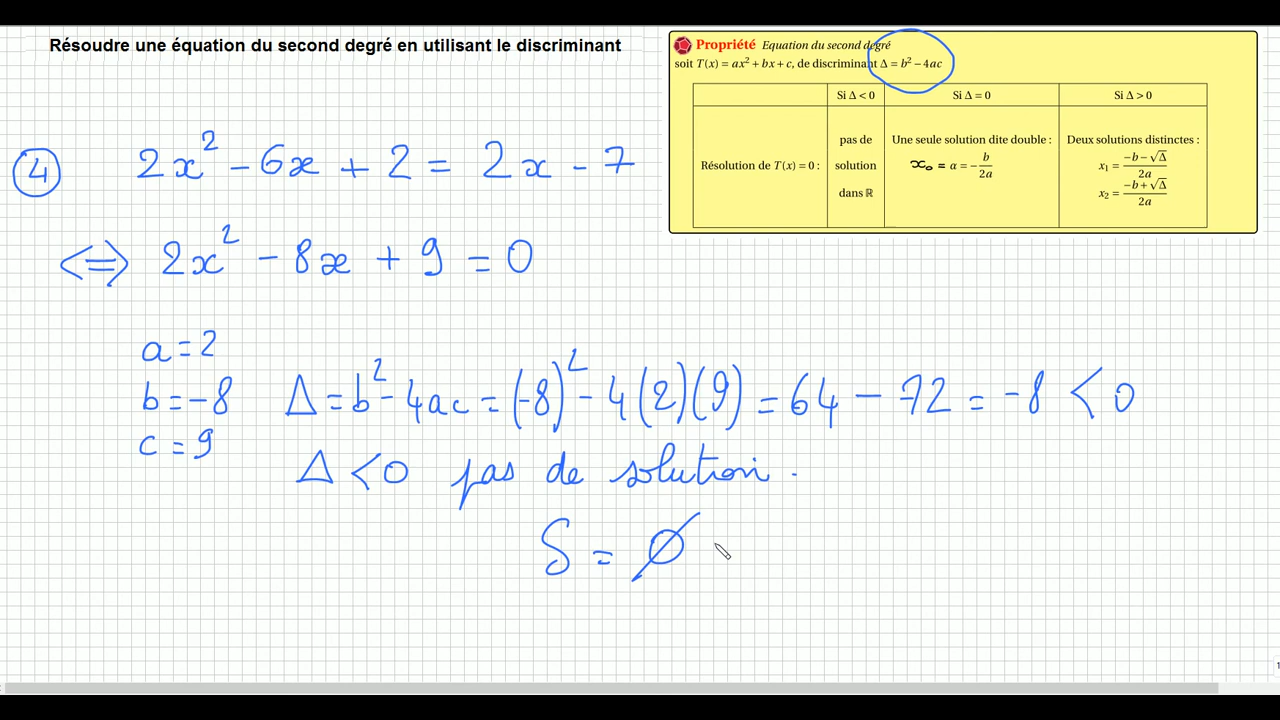 Résoudre une équation du second degré en utilisant le discriminant
Propriété Equation du second degré
soit T(x) = ax² + bx + c, de discriminant Δ = b² − 4ac
Si Δ < 0 Si Δ = 0 Si Δ > 0
Résolution de T(x) = 0 :
pas de
solution
dans ℝ
Une seule solution dite double :
x₀ = α = −b/2a
Deux solutions distinctes :
x₁ = (−b − √Δ)/2a
x₂ = (−b + √Δ)/2a
4 2x² − 6x + 2 = 2x − 7
⟺ 2x² − 8x + 9 = 0
a = 2
b = −8
c = 9
Δ = b² − 4ac = (−8)² − 4(2)(9) = 64 − 72 = −8 < 0
Δ < 0 pas de solution.
S = ∅
1